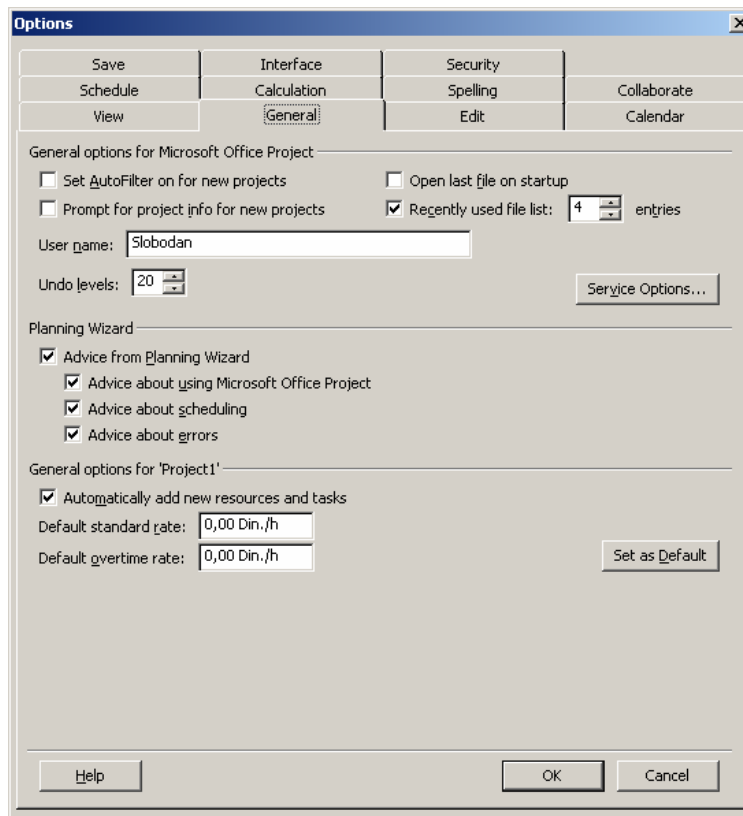 Options
Save Interface Security
Schedule Calculation Spelling Collaborate
View General Edit Calendar
General options for Microsoft Office Project
Set AutoFilter on for new projects Open last file on startup
Prompt for project info for new projects Recently used file list: 4 entries
User name: Slobodan
Undo levels: 20 Service Options...
Planning Wizard
Advice from Planning Wizard
Advice about using Microsoft Office Project
Advice about scheduling
Advice about errors
General options for 'Project1'
Automatically add new resources and tasks
Default standard rate: 0,00 Din./h
Default overtime rate: 0,00 Din./h Set as Default
Help OK Cancel